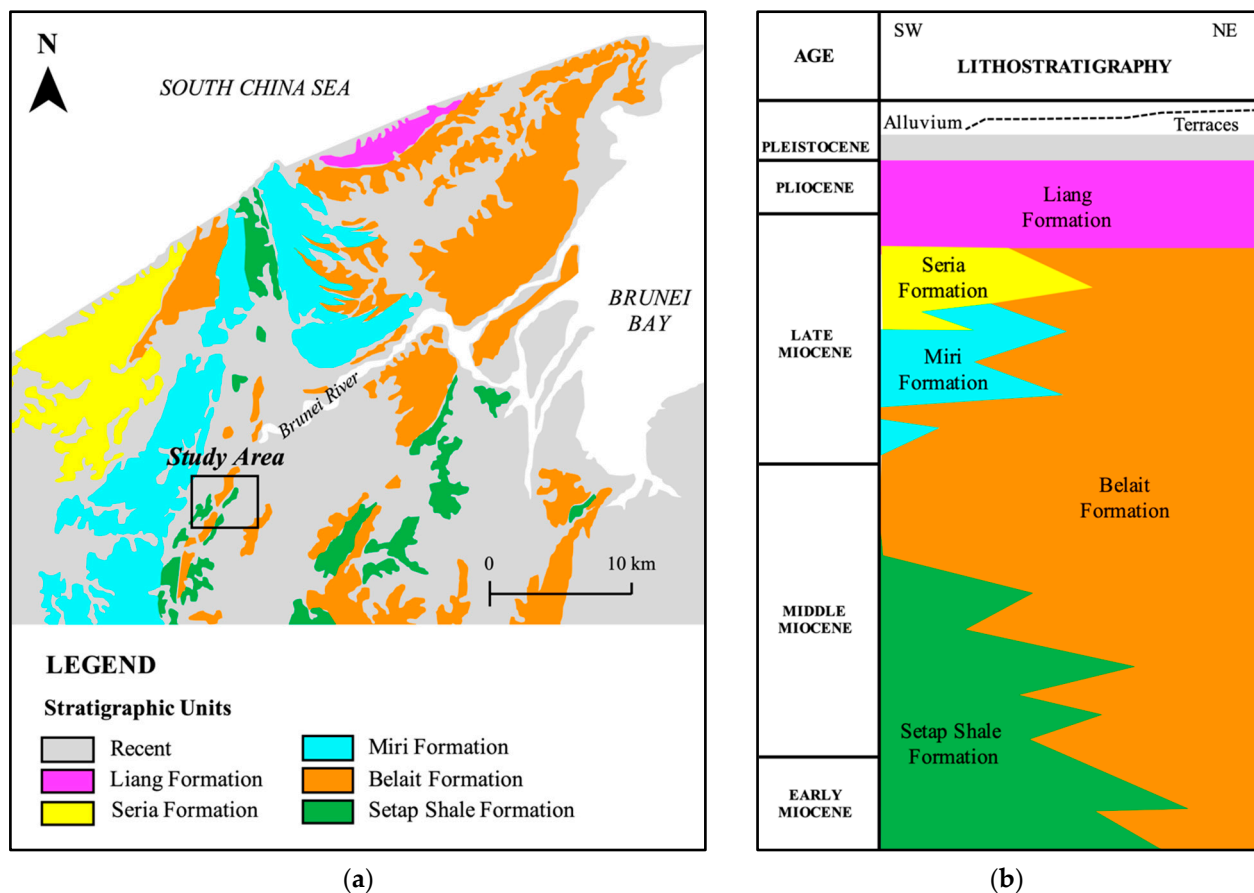 N
SOUTH CHINA SEA
BRUNEI
BAY
Brunei River
Study Area
0 10 km
LEGEND
Stratigraphic Units
Recent
Liang Formation
Seria Formation
Miri Formation
Belait Formation
Setap Shale Formation
(a)
AGE
SW NE
LITHOSTRATIGRAPHY
Alluvium Terraces
PLEISTOCENE
PLIOCENE
Liang
Formation
Seria
Formation
LATE
MIOCENE
Miri
Formation
Belait
Formation
MIDDLE
MIOCENE
Setap Shale
Formation
EARLY
MIOCENE
(b)